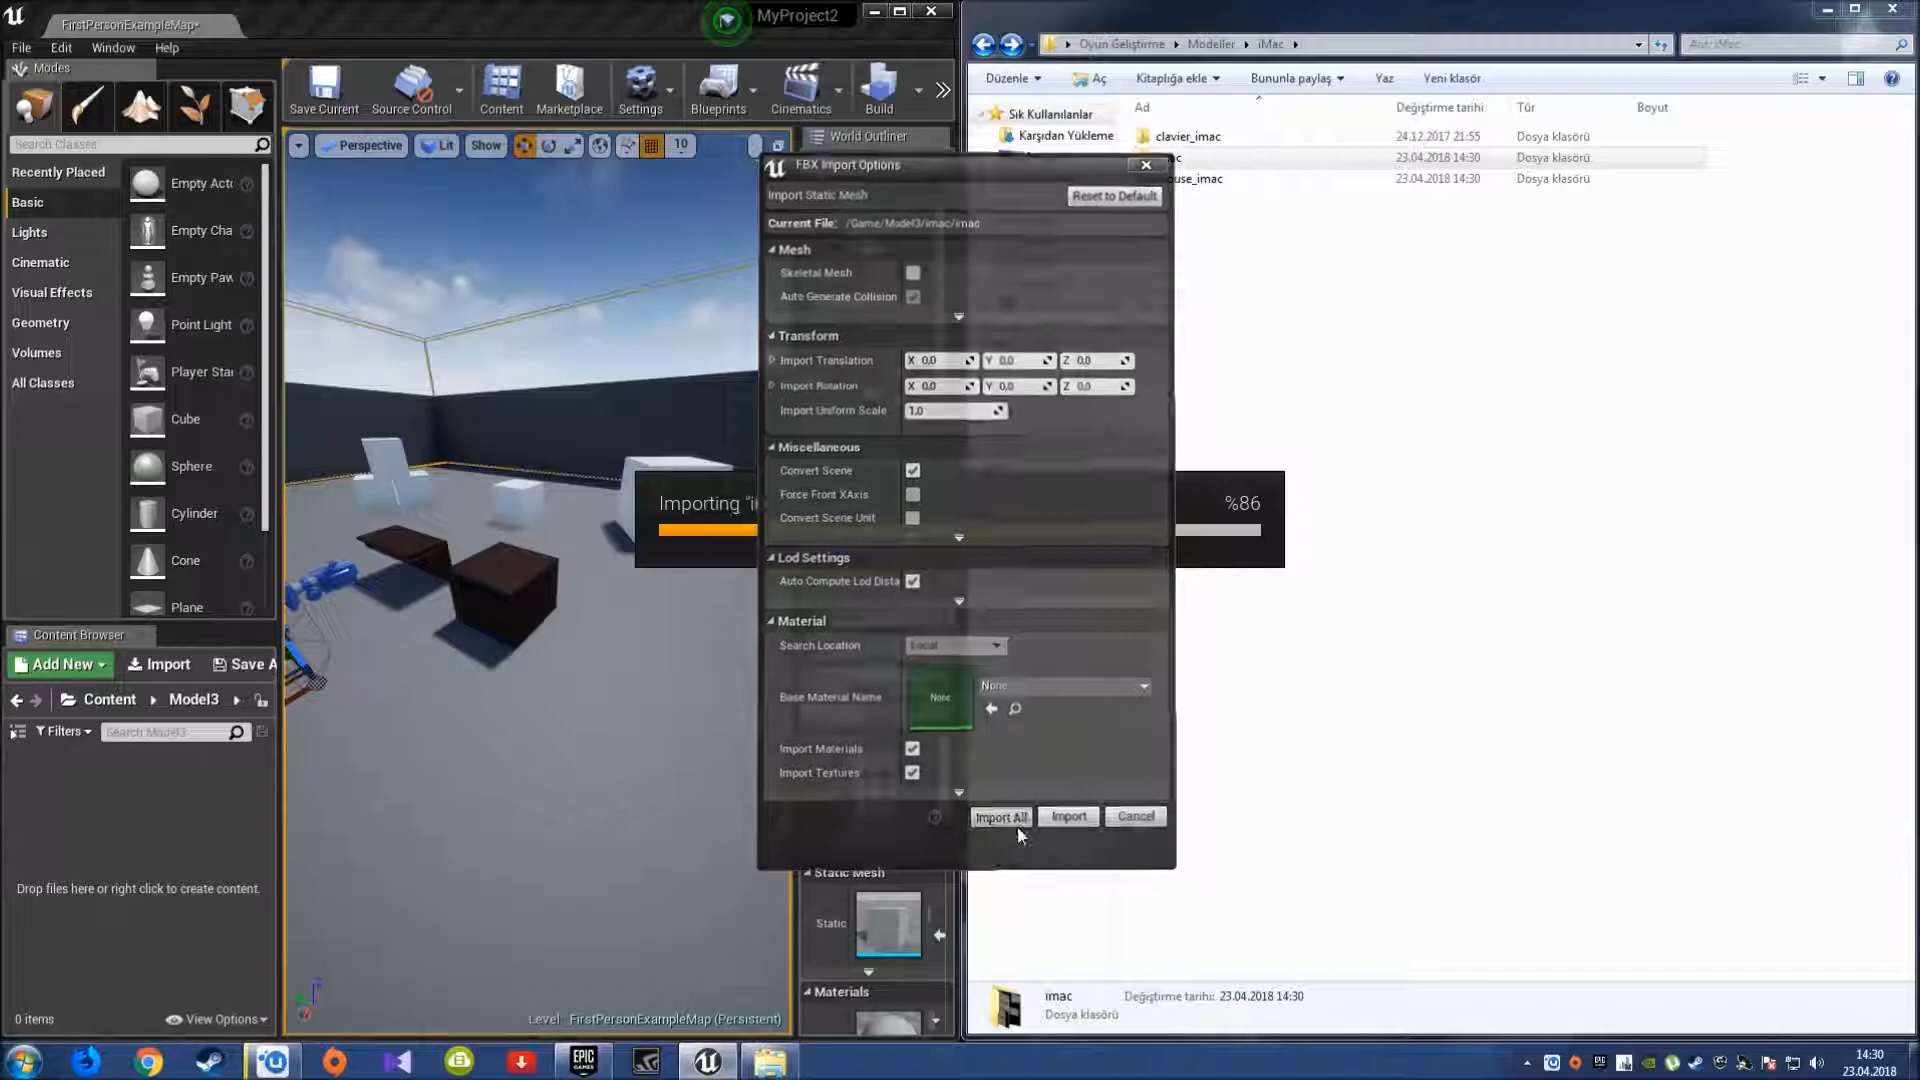 FirstPersonExampleMap•
MyProject2
File Edit Window Help
Modes
Search Classes
Recently Placed
Basic
Lights
Cinematic
Visual Effects
Geometry
Volumes
All Classes
Empty Acto
Empty Cha
Empty Paw
Point Light
Player Star
Cube
Sphere
Cylinder
Cone
Plane
Save Current
Source Control
Content
Marketplace
Settings
Blueprints
Cinematics
Build
Perspective
Lit
Show
10
World Outliner
FBX Import Options
Import Static Mesh
Reset to Default
Current File: /Game/Model3/imac/imac
Mesh
Skeletal Mesh
Auto Generate Collision
Transform
Import Translation X 0,0 Y 0,0 Z 0,0
Import Rotation X 0,0 Y 0,0 Z 0,0
Import Uniform Scale 1,0
Miscellaneous
Convert Scene
Force Front XAxis
Convert Scene Unit
Lod Settings
Auto Compute Lod Dista
Material
Search Location Local
Base Material Name None None
Import Materials
Import Textures
Import All Import Cancel
Importing
%86
Static Mesh
Static
Materials
Content Browser
Add New Import Save A
Content Model3
Filters Search Model3
Drop files here or right click to create content.
0 items View Options
Level: FirstPersonExampleMap (Persistent)
Oyun Geliştirme Modeller iMac
Ara: iMac
Düzenle Aç Kitaplığa ekle Bununla paylaş Yaz Yeni klasör
Sık Kullanılanlar
Karşıdan Yükleme
Ad Değiştirme tarihi Tür Boyut
clavier_imac 24.12.2017 21:55 Dosya klasörü
23.04.2018 14:30 Dosya klasörü
ouse_imac 23.04.2018 14:30 Dosya klasörü
imac Değiştirme tarihi: 23.04.2018 14:30
Dosya klasörü
EPIC
GAMES
14:30
23.04.2018